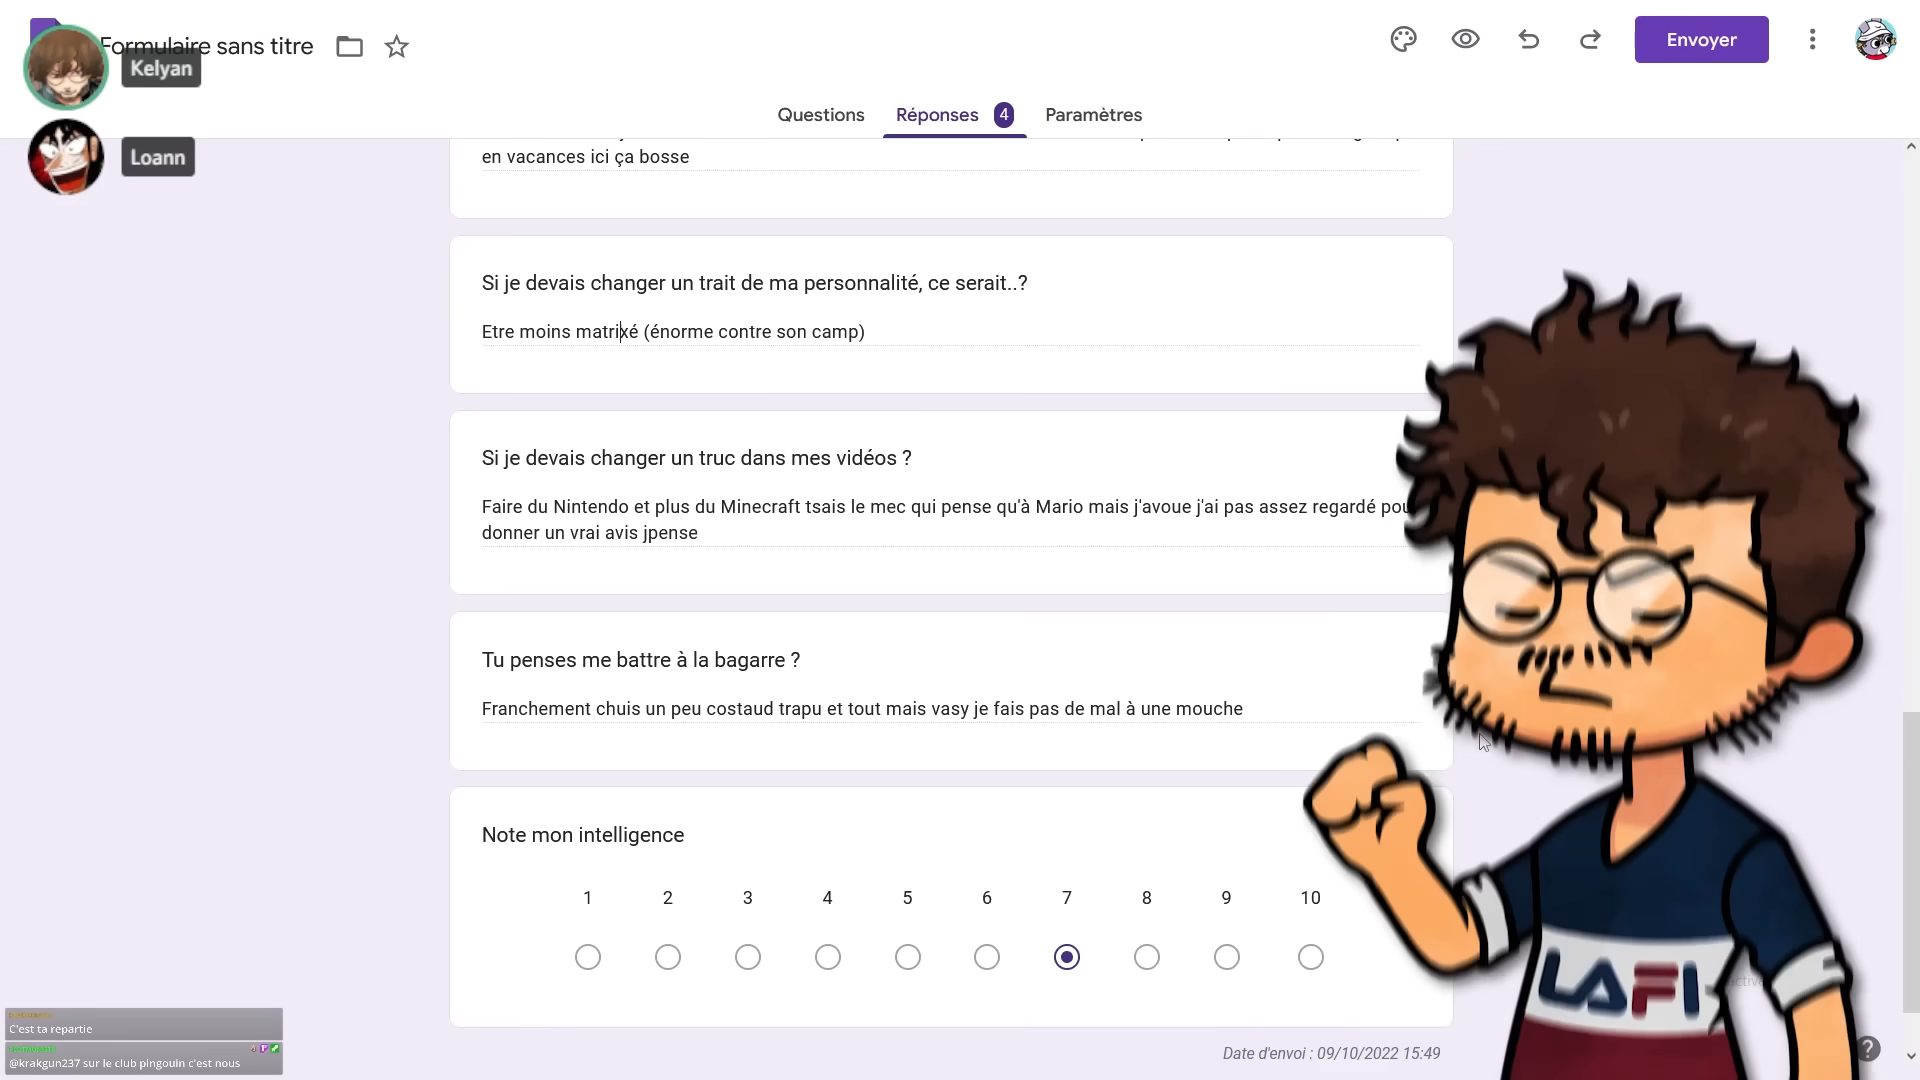 Formulaire sans titre
Envoyer
Kelyan
Questions
Réponses 4
Paramètres
Loann
en vacances ici ça bosse
Si je devais changer un trait de ma personnalité, ce serait..?
Etre moins matrixé (énorme contre son camp)
Si je devais changer un truc dans mes vidéos ?
Faire du Nintendo et plus du Minecraft tsais le mec qui pense qu'à Mario mais j'avoue j'ai pas assez regardé
donner un vrai avis jpense
Tu penses me battre à la bagarre ?
Franchement chuis un peu costaud trapu et tout mais vasy je fais pas de mal à une mouche
Note mon intelligence
1 2 3 4 5 6 7 8 9 10
LAFI
C'est ta repartie
@krakgun237 sur le club pingouin c'est nous
Date d'envoi : 09/10/2022 15:49